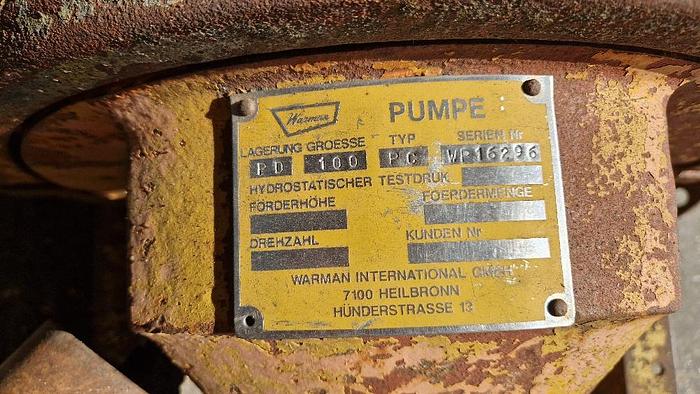 Warman PUMPE
LAGERUNG GROESSE TYP SERIEN Nr
PD 100 PC WP16296
HYDROSTATISCHER TESTDRUK
FÖRDERHÖHE FOERDERMENGE
DREHZAHL KUNDEN Nr
WARMAN INTERNATIONAL GMBH
7100 HEILBRONN
HÜNDERSTRASSE 13